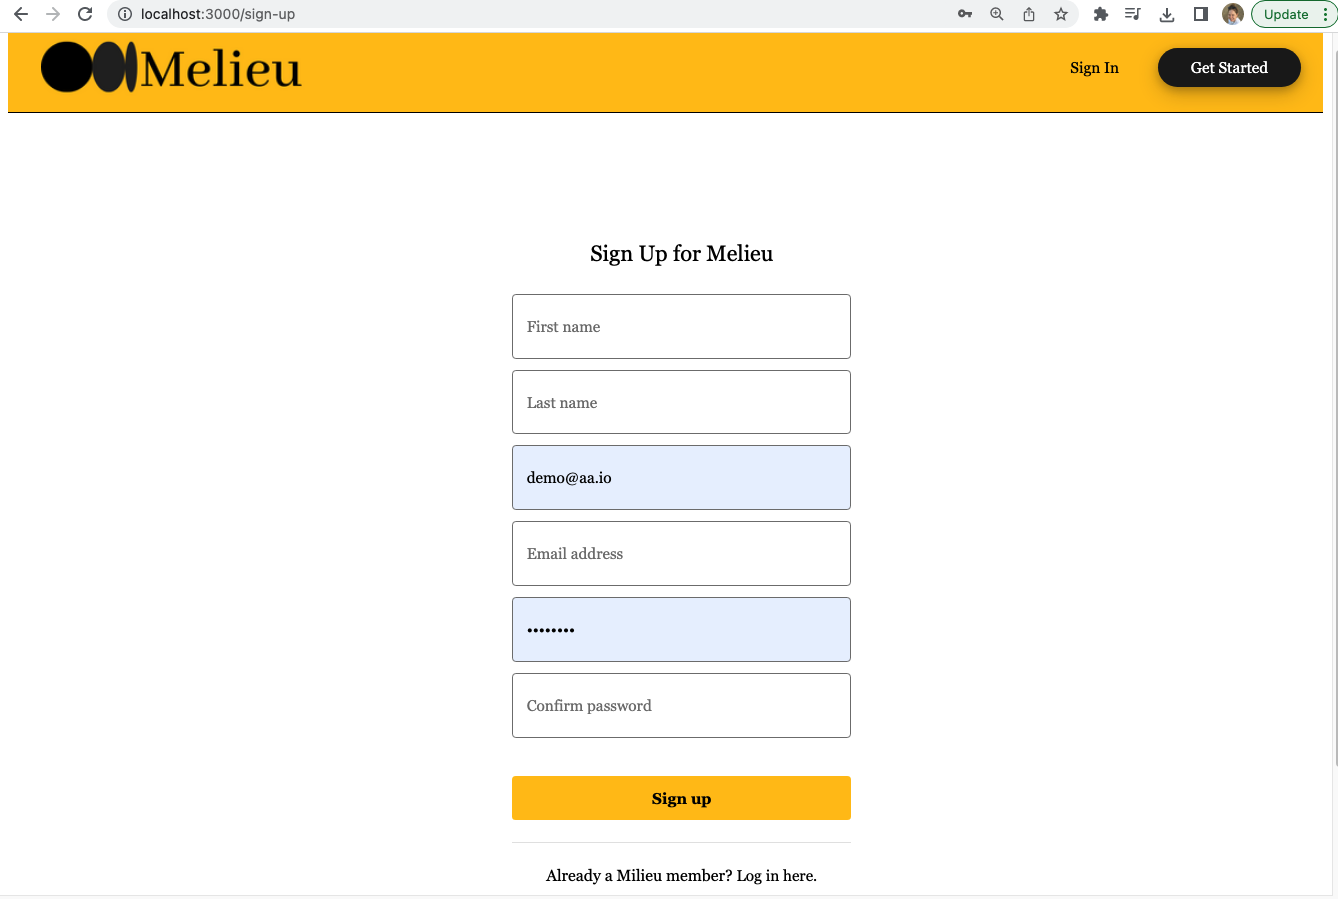 localhost:3000/sign-up
Update
Melieu
Sign In
Get Started
Sign Up for Melieu
First name
Last name
demo@aa.io
Email address
••••••••
Confirm password
Sign up
Already a Milieu member? Log in here.